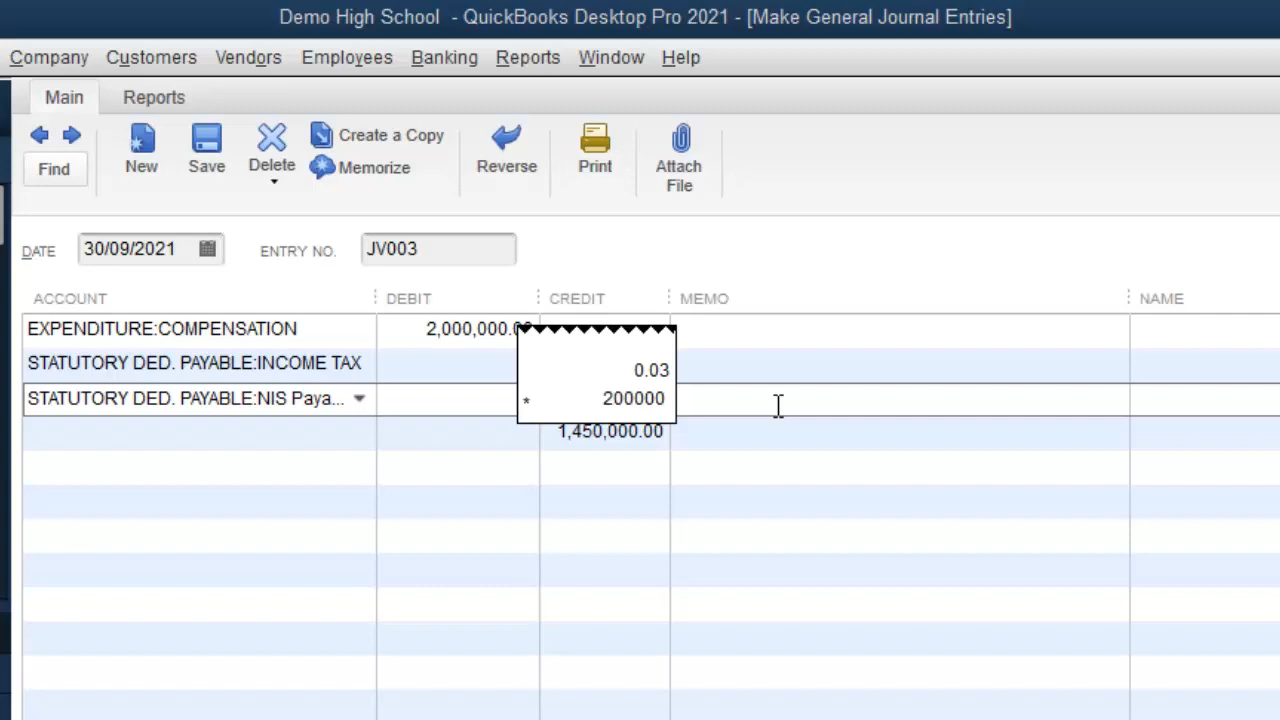 Demo High School - QuickBooks Desktop Pro 2021 - [Make General Journal Entries]
Company Customers Vendors Employees Banking Reports Window Help
Main Reports
Find New Save Delete Create a Copy Memorize Reverse Print Attach File
DATE 30/09/2021 ENTRY NO. JV003
ACCOUNT DEBIT CREDIT MEMO NAME
EXPENDITURE:COMPENSATION 2,000,000.00
STATUTORY DED. PAYABLE:INCOME TAX 0.03
STATUTORY DED. PAYABLE:NIS Paya... * 200000
1,450,000.00